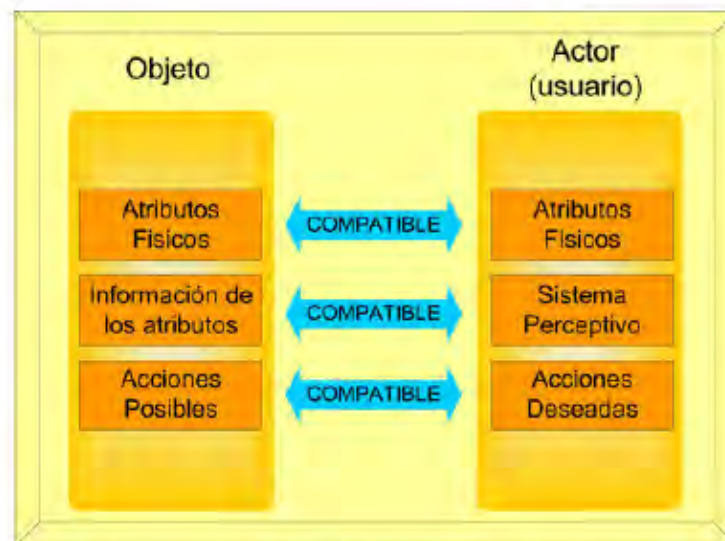 Objeto
Actor
(usuario)
Atributos
Fisicos
COMPATIBLE
Atributos
Físicos
Información de
los atributos
COMPATIBLE
Sistema
Perceptivo
Acciones
Posibles
COMPATIBLE
Acciones
Deseadas